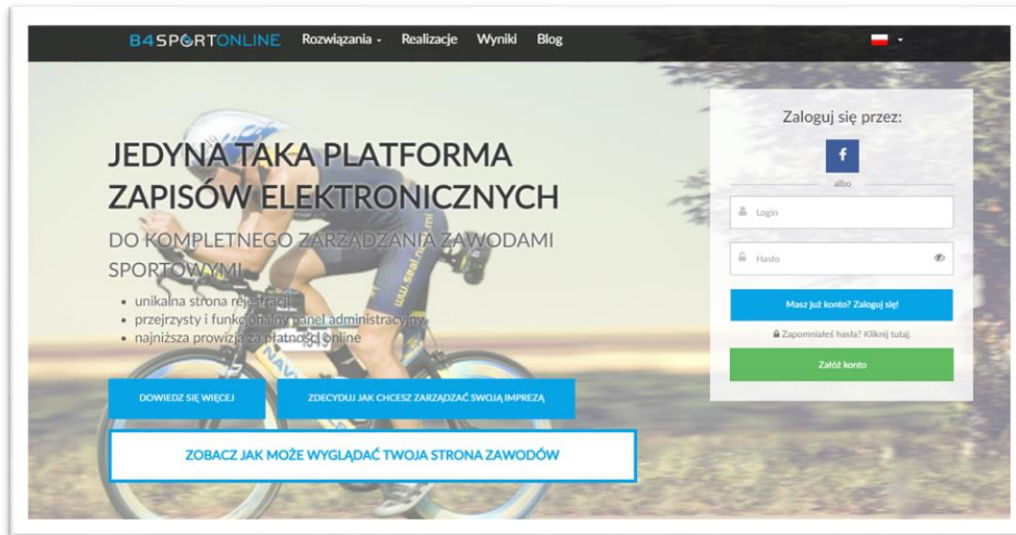 B4SPORTONLINE Rozwiązania Realizacje Wyniki Blog
JEDYNA TAKA PLATFORMA
ZAPISÓW ELEKTRONICZNYCH
DO KOMPLETNEGO ZARZĄDZANIA ZAWODAMI
SPORTOWYMI
• unikalna strona rejestracji
• przejrzysty i funkcjonalny panel administracyjny
• najniższa prowizja za płatności online
DOWIEDZ SIĘ WIĘCEJ
ZDECYDUJ JAK CHCESZ ZARZĄDZAĆ SWOJĄ IMPREZĄ
ZOBACZ JAK MOŻE WYGLĄDAĆ TWOJA STRONA ZAWODÓW
Zaloguj się przez:
f
albo
Login
Hasło
Masz już konto? Zaloguj się!
Zapomniałeś hasła? Kliknij tutaj.
Załóż konto